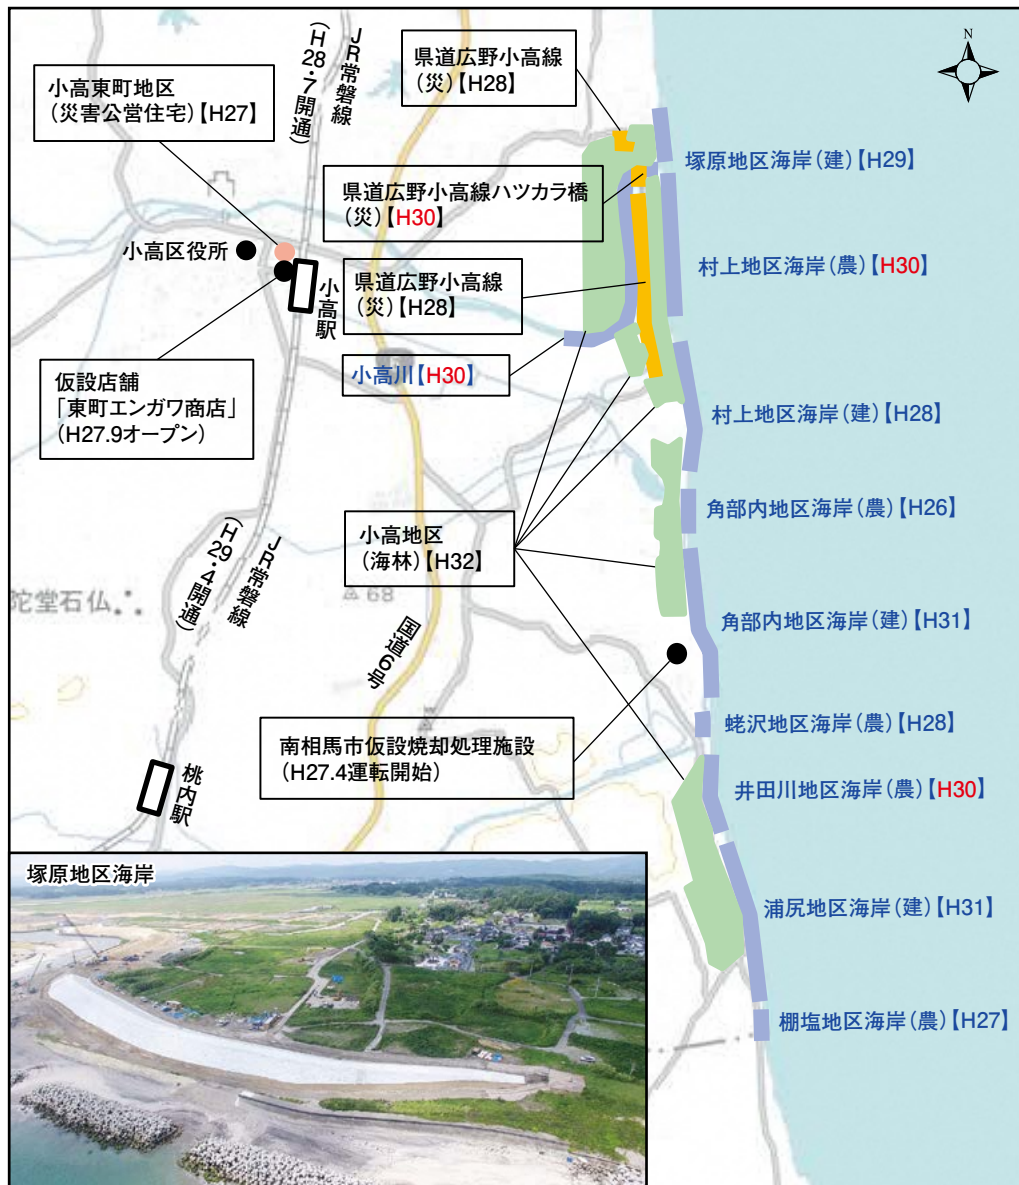 N
JR常磐線
（H28・7開通）
県道広野小高線
（災）【H28】
小高東町地区
（災害公営住宅）【H27】
塚原地区海岸（建）【H29】
県道広野小高線ハツカラ橋
（災）【H30】
小高区役所
小高駅
村上地区海岸（農）【H30】
県道広野小高線
（災）【H28】
小高川【H30】
仮設店舗
「東町エンガワ商店」
（H27.9オープン）
村上地区海岸（建）【H28】
角部内地区海岸（農）【H26】
小高地区
（海林）【H32】
JR常磐線
（H29・4開通）
陀堂石仏
68
国道6号
角部内地区海岸（建）【H31】
南相馬市仮設焼却処理施設
（H27.4運転開始）
蛯沢地区海岸（農）【H28】
桃内駅
井田川地区海岸（農）【H30】
塚原地区海岸
浦尻地区海岸（建）【H31】
棚塩地区海岸（農）【H27】